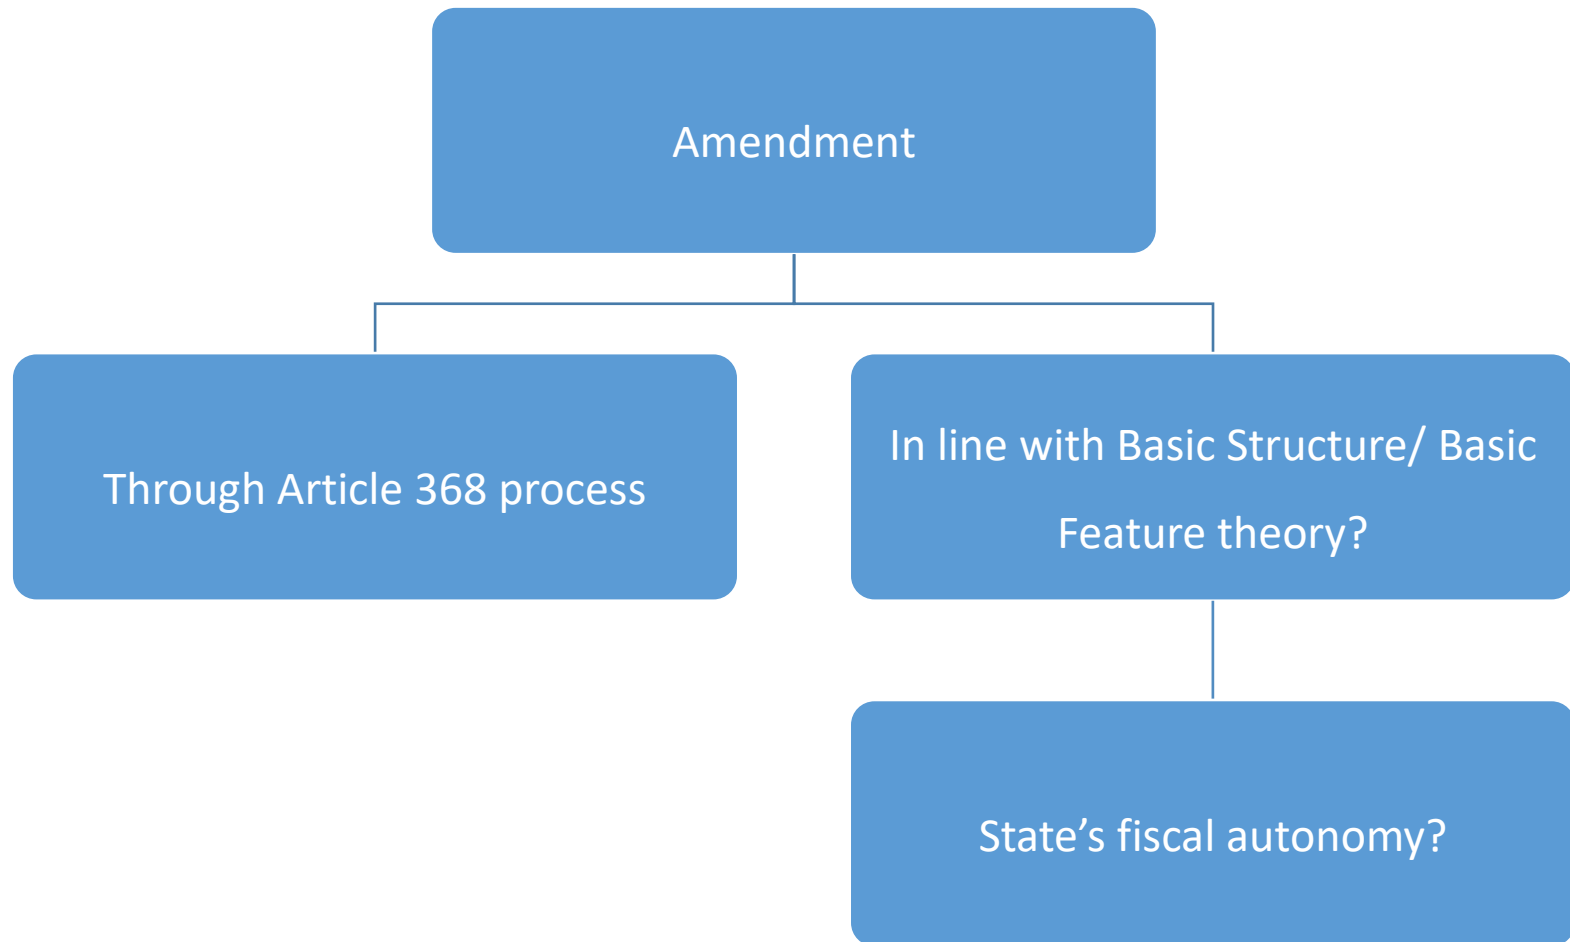 Amendment
Through Article 368 process
In line with Basic Structure/ Basic
Feature theory?
State’s fiscal autonomy?